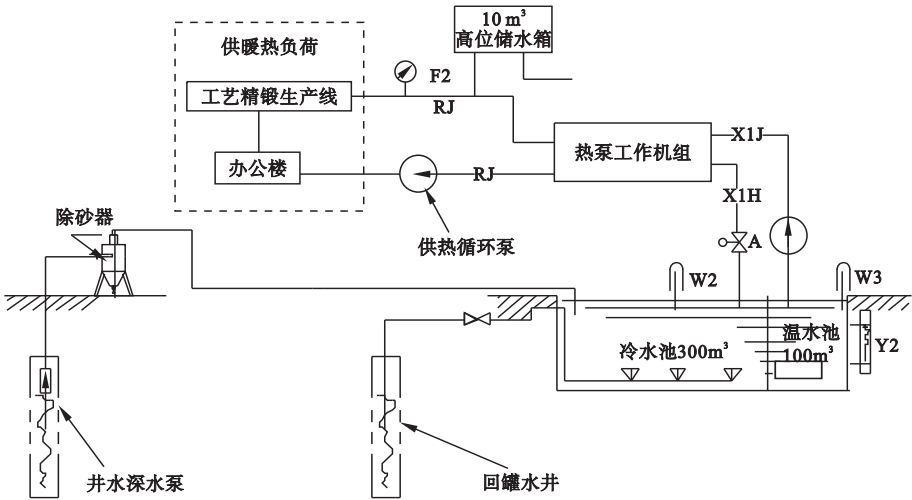 10 m³
高位储水箱
供暖热负荷
F2
工艺精锻生产线
RJ
X1J
热泵工作机组
办公楼
RJ
X1H
除砂器
供热循环泵
A
W2
W3
温水池
100m³
冷水池300m³
Y2
井水深水泵
回罐水井